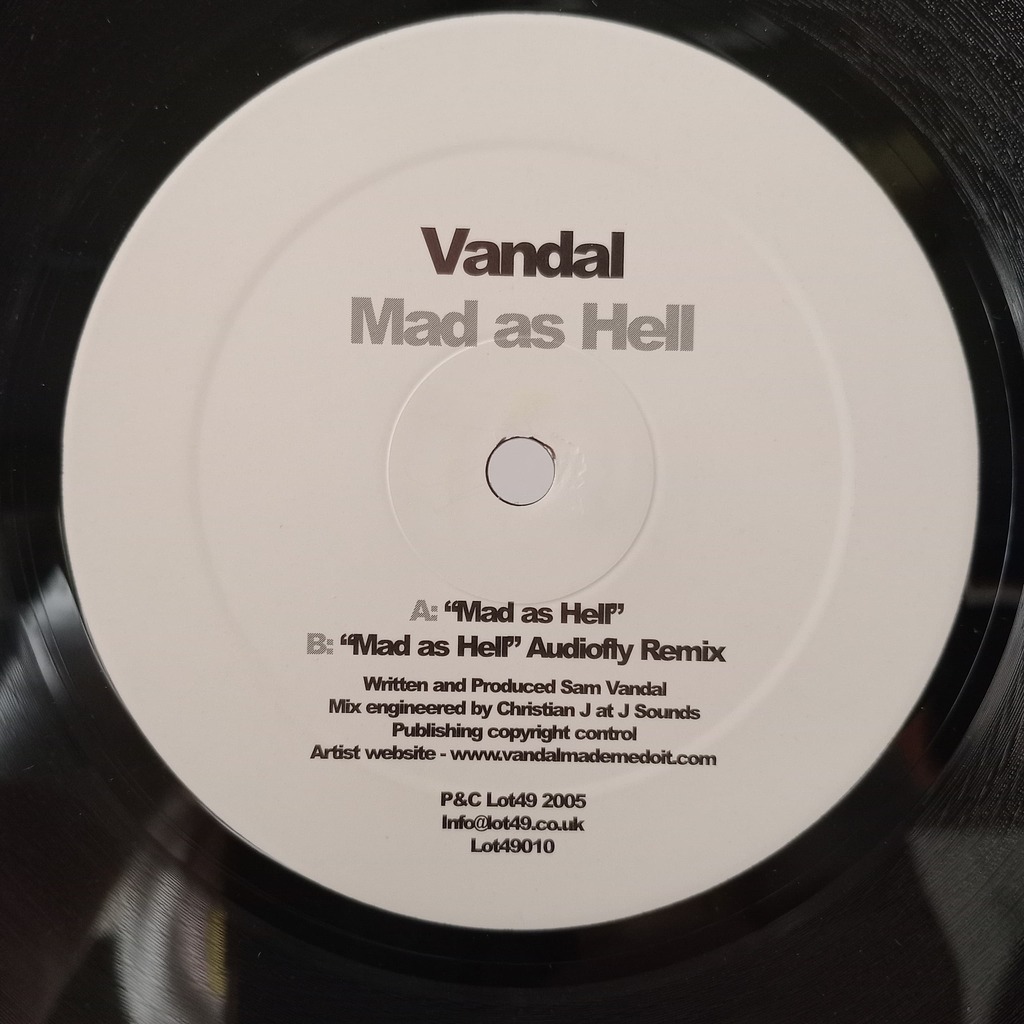 Vandal
Mad as Hell
A: “Mad as Hell”
B: “Mad as Hell” Audiofly Remix
Written and Produced Sam Vandal
Mix engineered by Christian J at J Sounds
Publishing copyright control
Artist website - www.vandalmademedoit.com
P&C Lot49 2005
Info@lot49.co.uk
Lot49010